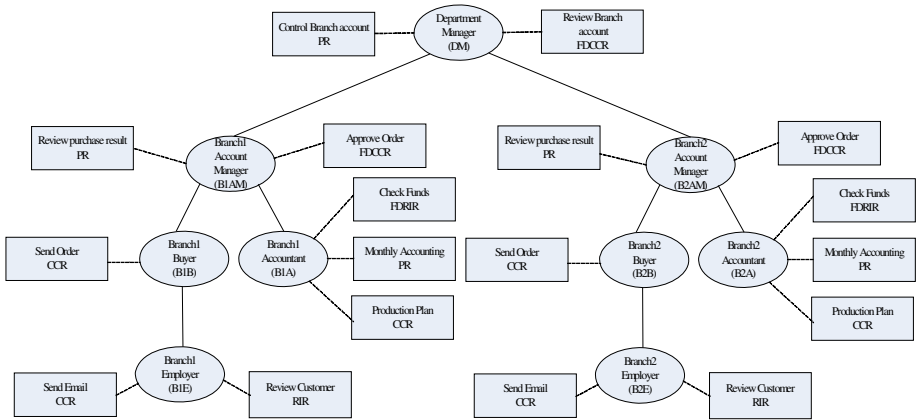 Control Branch account
PR
Department
Manager
(DM)
Review Branch
account
FDCCR
Review purchase result
PR
Branch1
Account
Manager
(B1AM)
Approve Order
FDCCR
Review purchase result
PR
Branch2
Account
Manager
(B2AM)
Approve Order
FDCCR
Check Funds
FDRIR
Check Funds
FDRIR
Send Order
CCR
Branch1
Buyer
(B1B)
Branch1
Accountant
(B1A)
Monthly Accounting
PR
Send Order
CCR
Branch2
Buyer
(B2B)
Branch2
Accountant
(B2A)
Monthly Accounting
PR
Production Plan
CCR
Production Plan
CCR
Send Email
CCR
Branch1
Employer
(B1E)
Review Customer
RIR
Send Email
CCR
Branch2
Employer
(B2E)
Review Customer
RIR